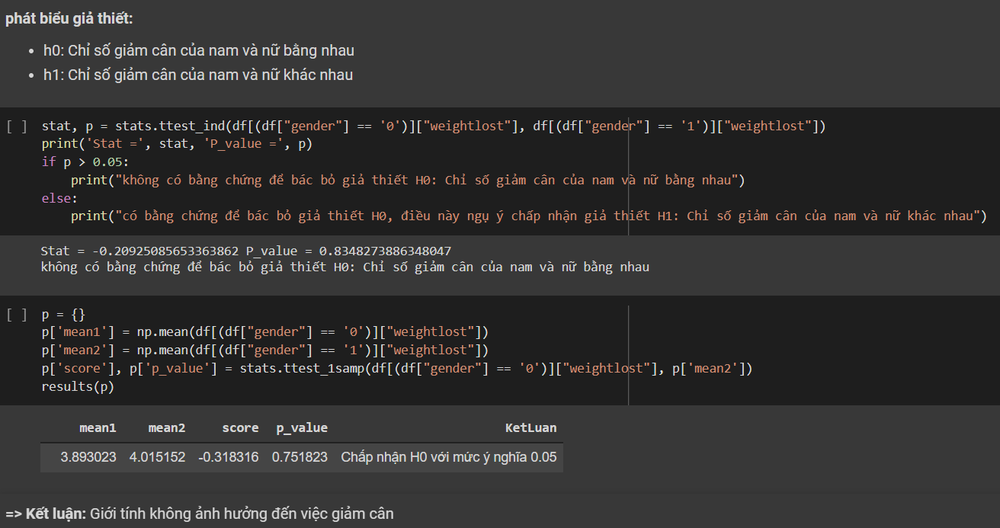 phát biểu giả thiết:
• h0: Chỉ số giảm cân của nam và nữ bằng nhau
• h1: Chỉ số giảm cân của nam và nữ khác nhau
[ ] stat, p = stats.ttest_ind(df[(df["gender"] == '0')]["weightlost"], df[(df["gender"] == '1')]["weightlost"])
print('Stat =', stat, 'P_value =', p)
if p > 0.05:
    print("không có bằng chứng để bác bỏ giả thiết H0: Chỉ số giảm cân của nam và nữ bằng nhau")
else:
    print("có bằng chứng để bác bỏ giả thiết H0, điều này ngụ ý chấp nhận giả thiết H1: Chỉ số giảm cân của nam và nữ khác nhau")
Stat = -0.20925085653363862 P_value = 0.8348273886348047
không có bằng chứng để bác bỏ giả thiết H0: Chỉ số giảm cân của nam và nữ bằng nhau
[ ] p = {}
p['mean1'] = np.mean(df[(df["gender"] == '0')]["weightlost"])
p['mean2'] = np.mean(df[(df["gender"] == '1')]["weightlost"])
p['score'], p['p_value'] = stats.ttest_1samp(df[(df["gender"] == '0')]["weightlost"], p['mean2'])
results(p)
mean1 mean2 score p_value KetLuan
3.893023 4.015152 -0.318316 0.751823 Chấp nhận H0 với mức ý nghĩa 0.05
=> Kết luận: Giới tính không ảnh hưởng đến việc giảm cân